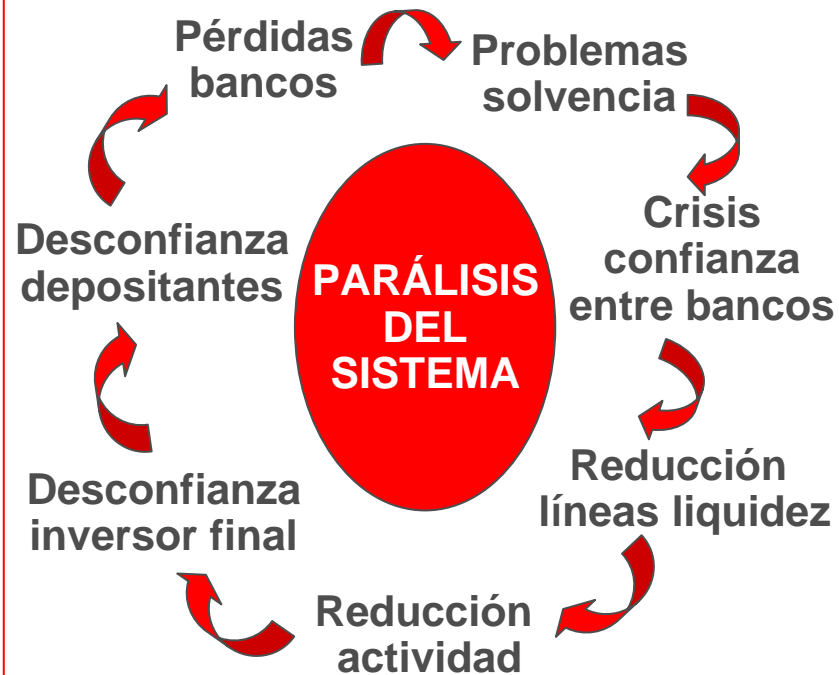 Pérdidas
bancos
Problemas
solvencia
Crisis
confianza
entre bancos
Reducción
líneas liquidez
Reducción
actividad
Desconfianza
inversor final
Desconfianza
depositantes
PARÁLISIS
DEL
SISTEMA